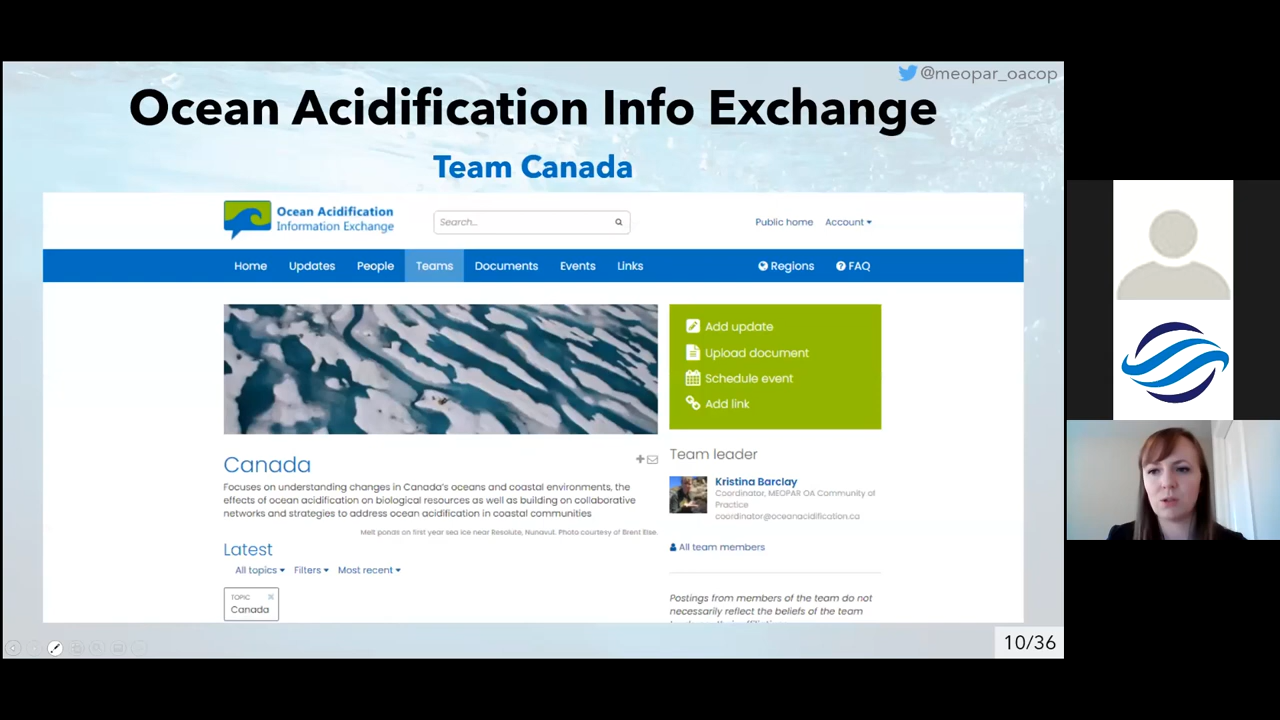 @meopar_oacop
Ocean Acidification Info Exchange
Team Canada
Ocean Acidification
Information Exchange
Search...
Public home Account
Home Updates People Teams Documents Events Links Regions FAQ
Add update
Upload document
Schedule event
Add link
Canada
Focuses on understanding changes in Canada's oceans and coastal environments, the
effects of ocean acidification on biological resources as well as building on collaborative
networks and strategies to address ocean acidification in coastal communities
Melt ponds on first year sea ice near Resolute, Nunavut. Photo courtesy of Brent Else.
Latest
All topics Filters Most recent
TOPIC
Canada
Team leader
Kristina Barclay
Coordinator, MEOPAR OA Community of
Practice
coordinator@oceanacidification.ca
All team members
Postings from members of the team do not
necessarily reflect the beliefs of the team
10/36